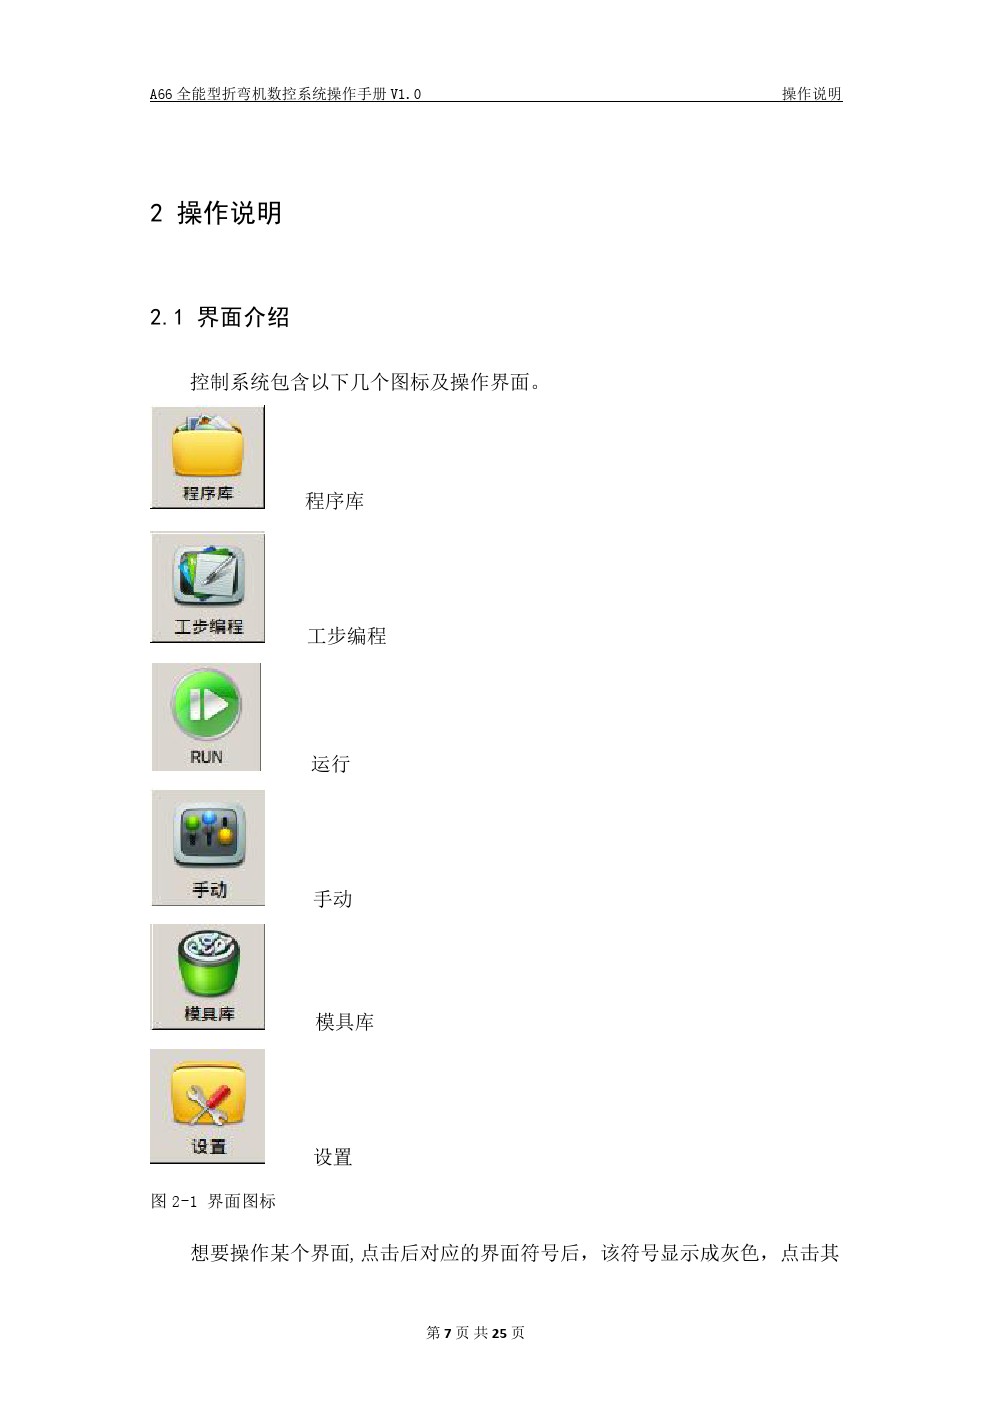 A66 全能型折弯机数控系统操作手册 V1.0 操作说明
2 操作说明
2.1 界面介绍
控制系统包含以下几个图标及操作界面。
程序库
程序库
工步编程
工步编程
RUN
运行
手动
手动
模具库
模具库
设置
设置
图 2-1 界面图标
想要操作某个界面,点击后对应的界面符号后，该符号显示成灰色，点击其
第 7 页 共 25 页